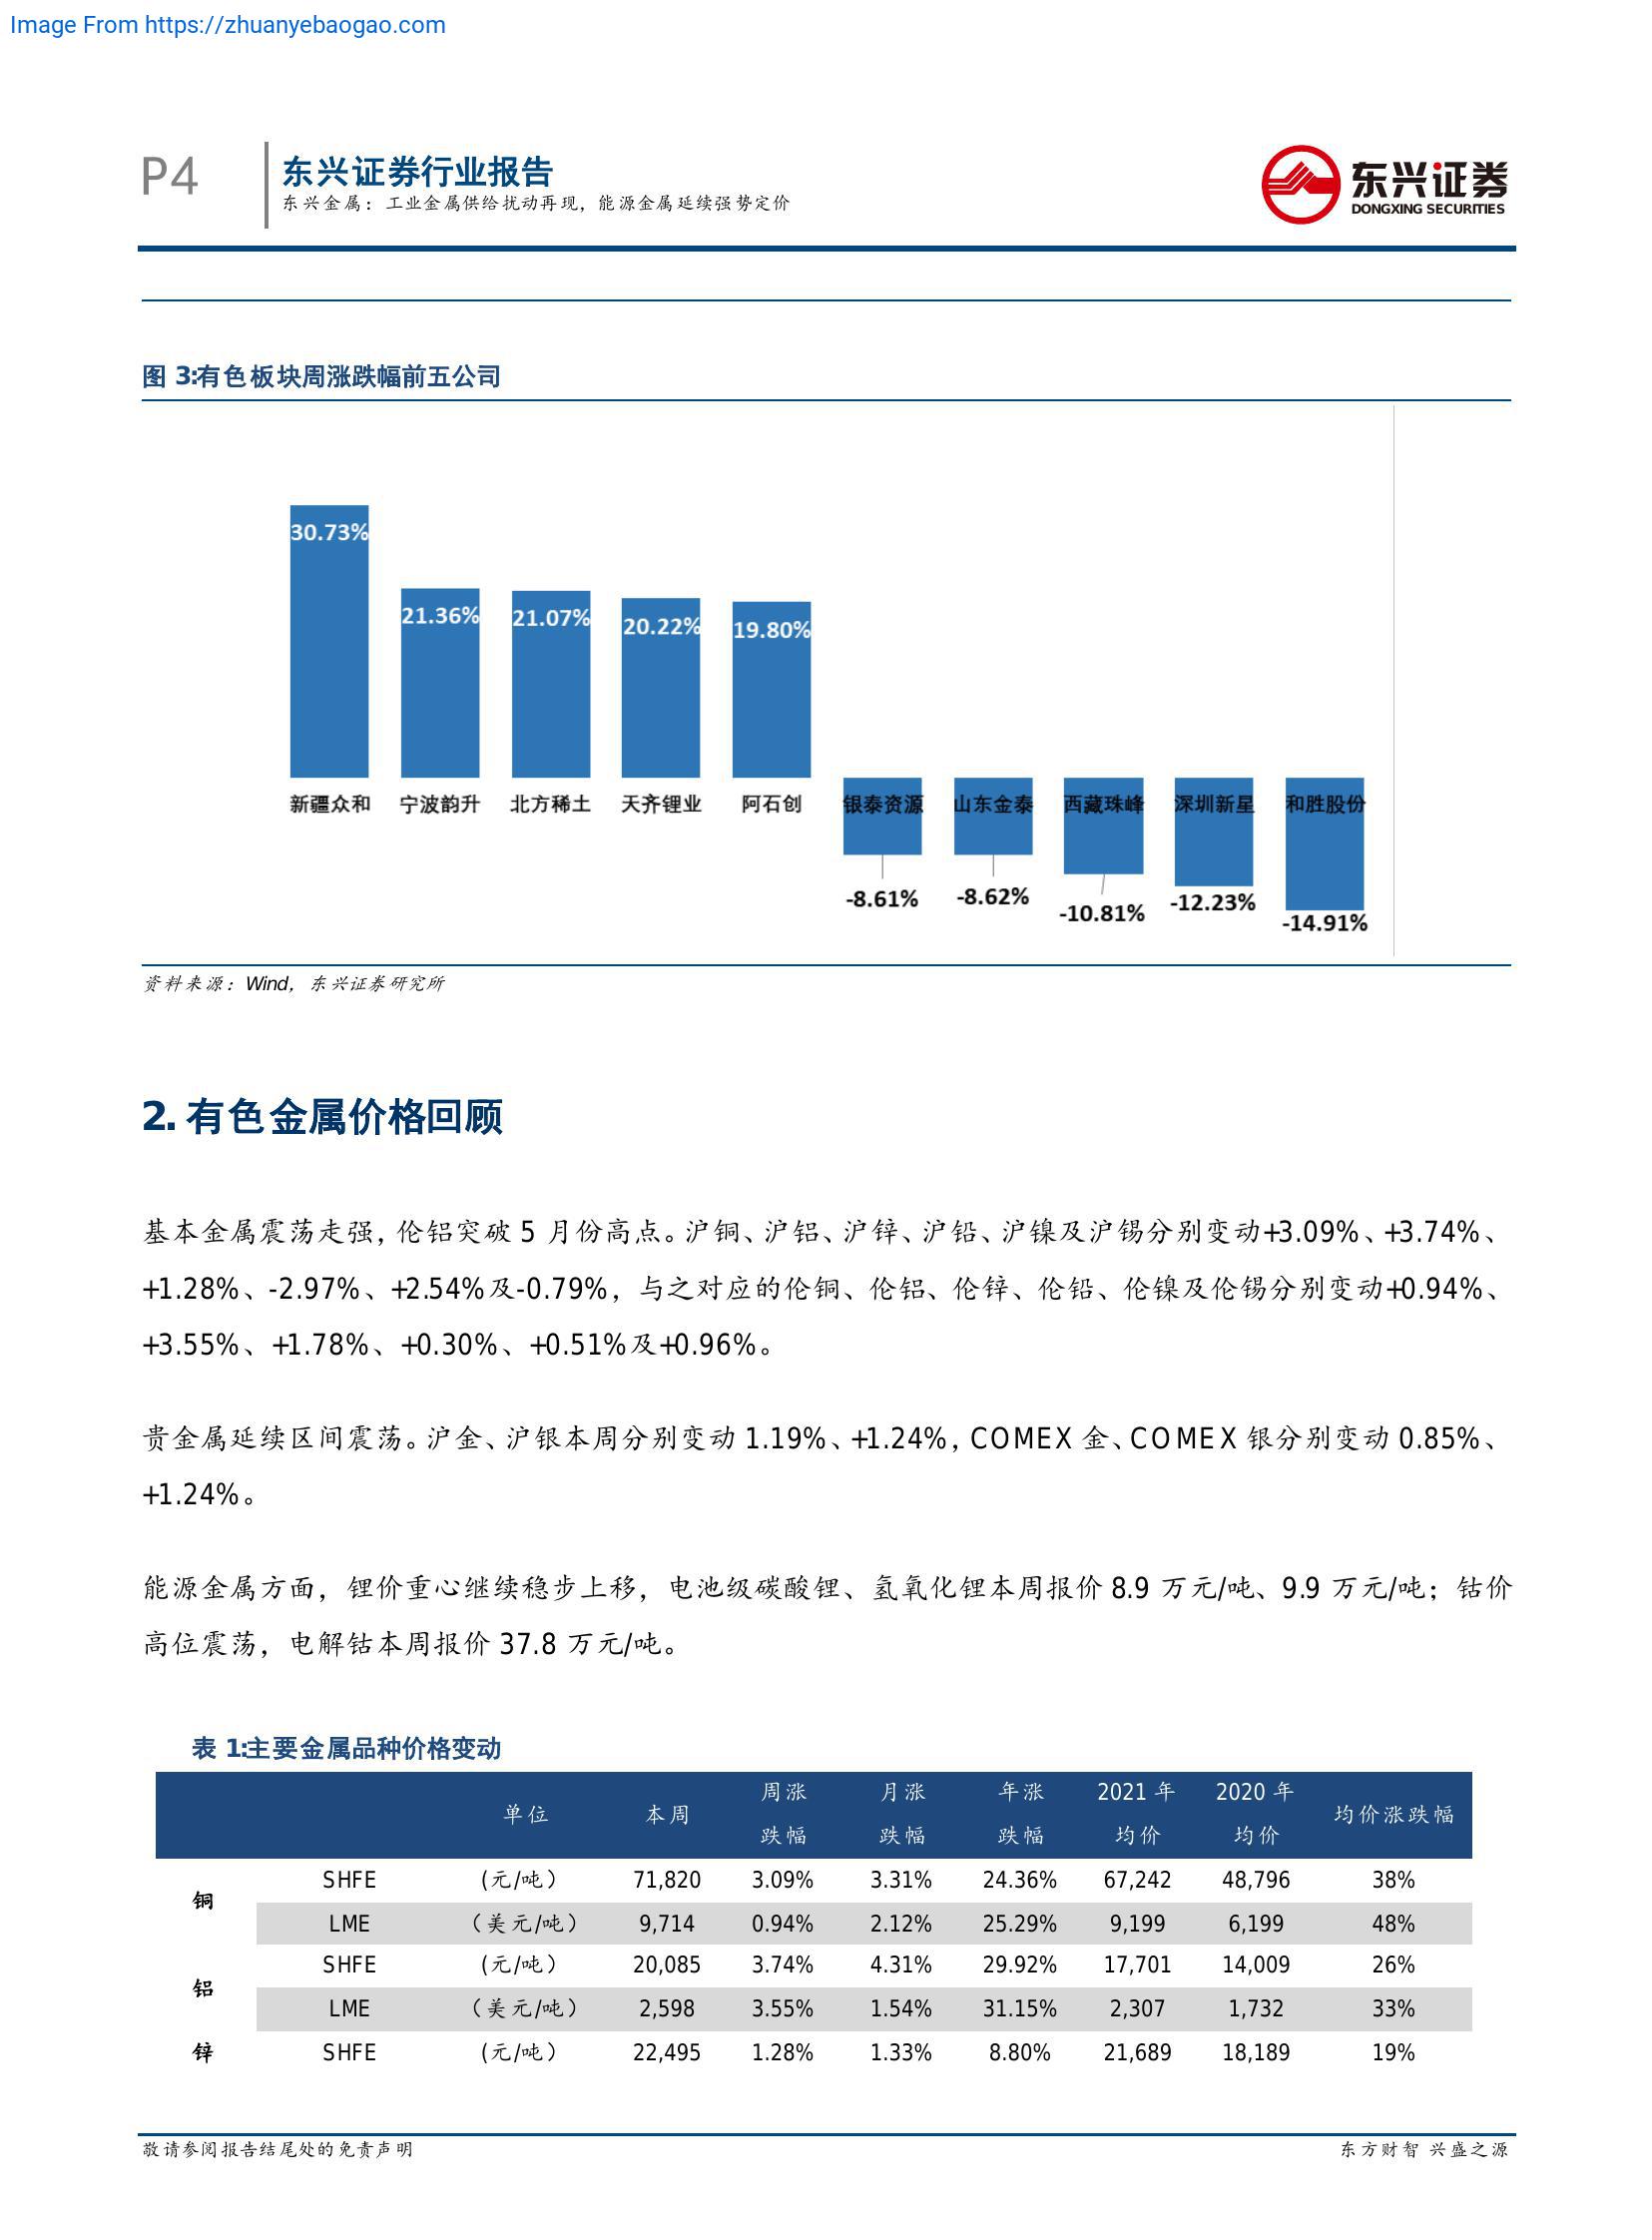 Image From https://zhuanyebaogao.com
P4
东兴证券行业报告
东兴金属：工业金属供给扰动再现，能源金属延续强势定价
东兴证券
DONGXING SECURITIES
图 3:有色板块周涨跌幅前五公司
30.73%
21.36%
21.07%
20.22%
19.80%
新疆众和 宁波韵升 北方稀土 天齐锂业 阿石创 银泰资源 山东金泰 西藏珠峰 深圳新星 和胜股份
-8.61%
-8.62%
-10.81%
-12.23%
-14.91%
资料来源：Wind，东兴证券研究所
2. 有色金属价格回顾
基本金属震荡走强，伦铝突破 5 月份高点。沪铜、沪铝、沪锌、沪铅、沪镍及沪锡分别变动+3.09%、+3.74%、
+1.28%、-2.97%、+2.54%及-0.79%，与之对应的伦铜、伦铝、伦锌、伦铅、伦镍及伦锡分别变动+0.94%、
+3.55%、+1.78%、+0.30%、+0.51%及+0.96%。
贵金属延续区间震荡。沪金、沪银本周分别变动 1.19%、+1.24%，COMEX 金、COMEX 银分别变动 0.85%、
+1.24%。
能源金属方面，锂价重心继续稳步上移，电池级碳酸锂、氢氧化锂本周报价 8.9 万元/吨、9.9 万元/吨；钴价
高位震荡，电解钴本周报价 37.8 万元/吨。
表 1:主要金属品种价格变动
单位 本周 周涨跌幅 月涨跌幅 年涨跌幅 2021 年均价 2020 年均价 均价涨跌幅
铜 SHFE (元/吨） 71,820 3.09% 3.31% 24.36% 67,242 48,796 38%
LME （美元/吨） 9,714 0.94% 2.12% 25.29% 9,199 6,199 48%
铝 SHFE (元/吨） 20,085 3.74% 4.31% 29.92% 17,701 14,009 26%
LME （美元/吨） 2,598 3.55% 1.54% 31.15% 2,307 1,732 33%
锌 SHFE (元/吨） 22,495 1.28% 1.33% 8.80% 21,689 18,189 19%
敬请参阅报告结尾处的免责声明
东方财智 兴盛之源